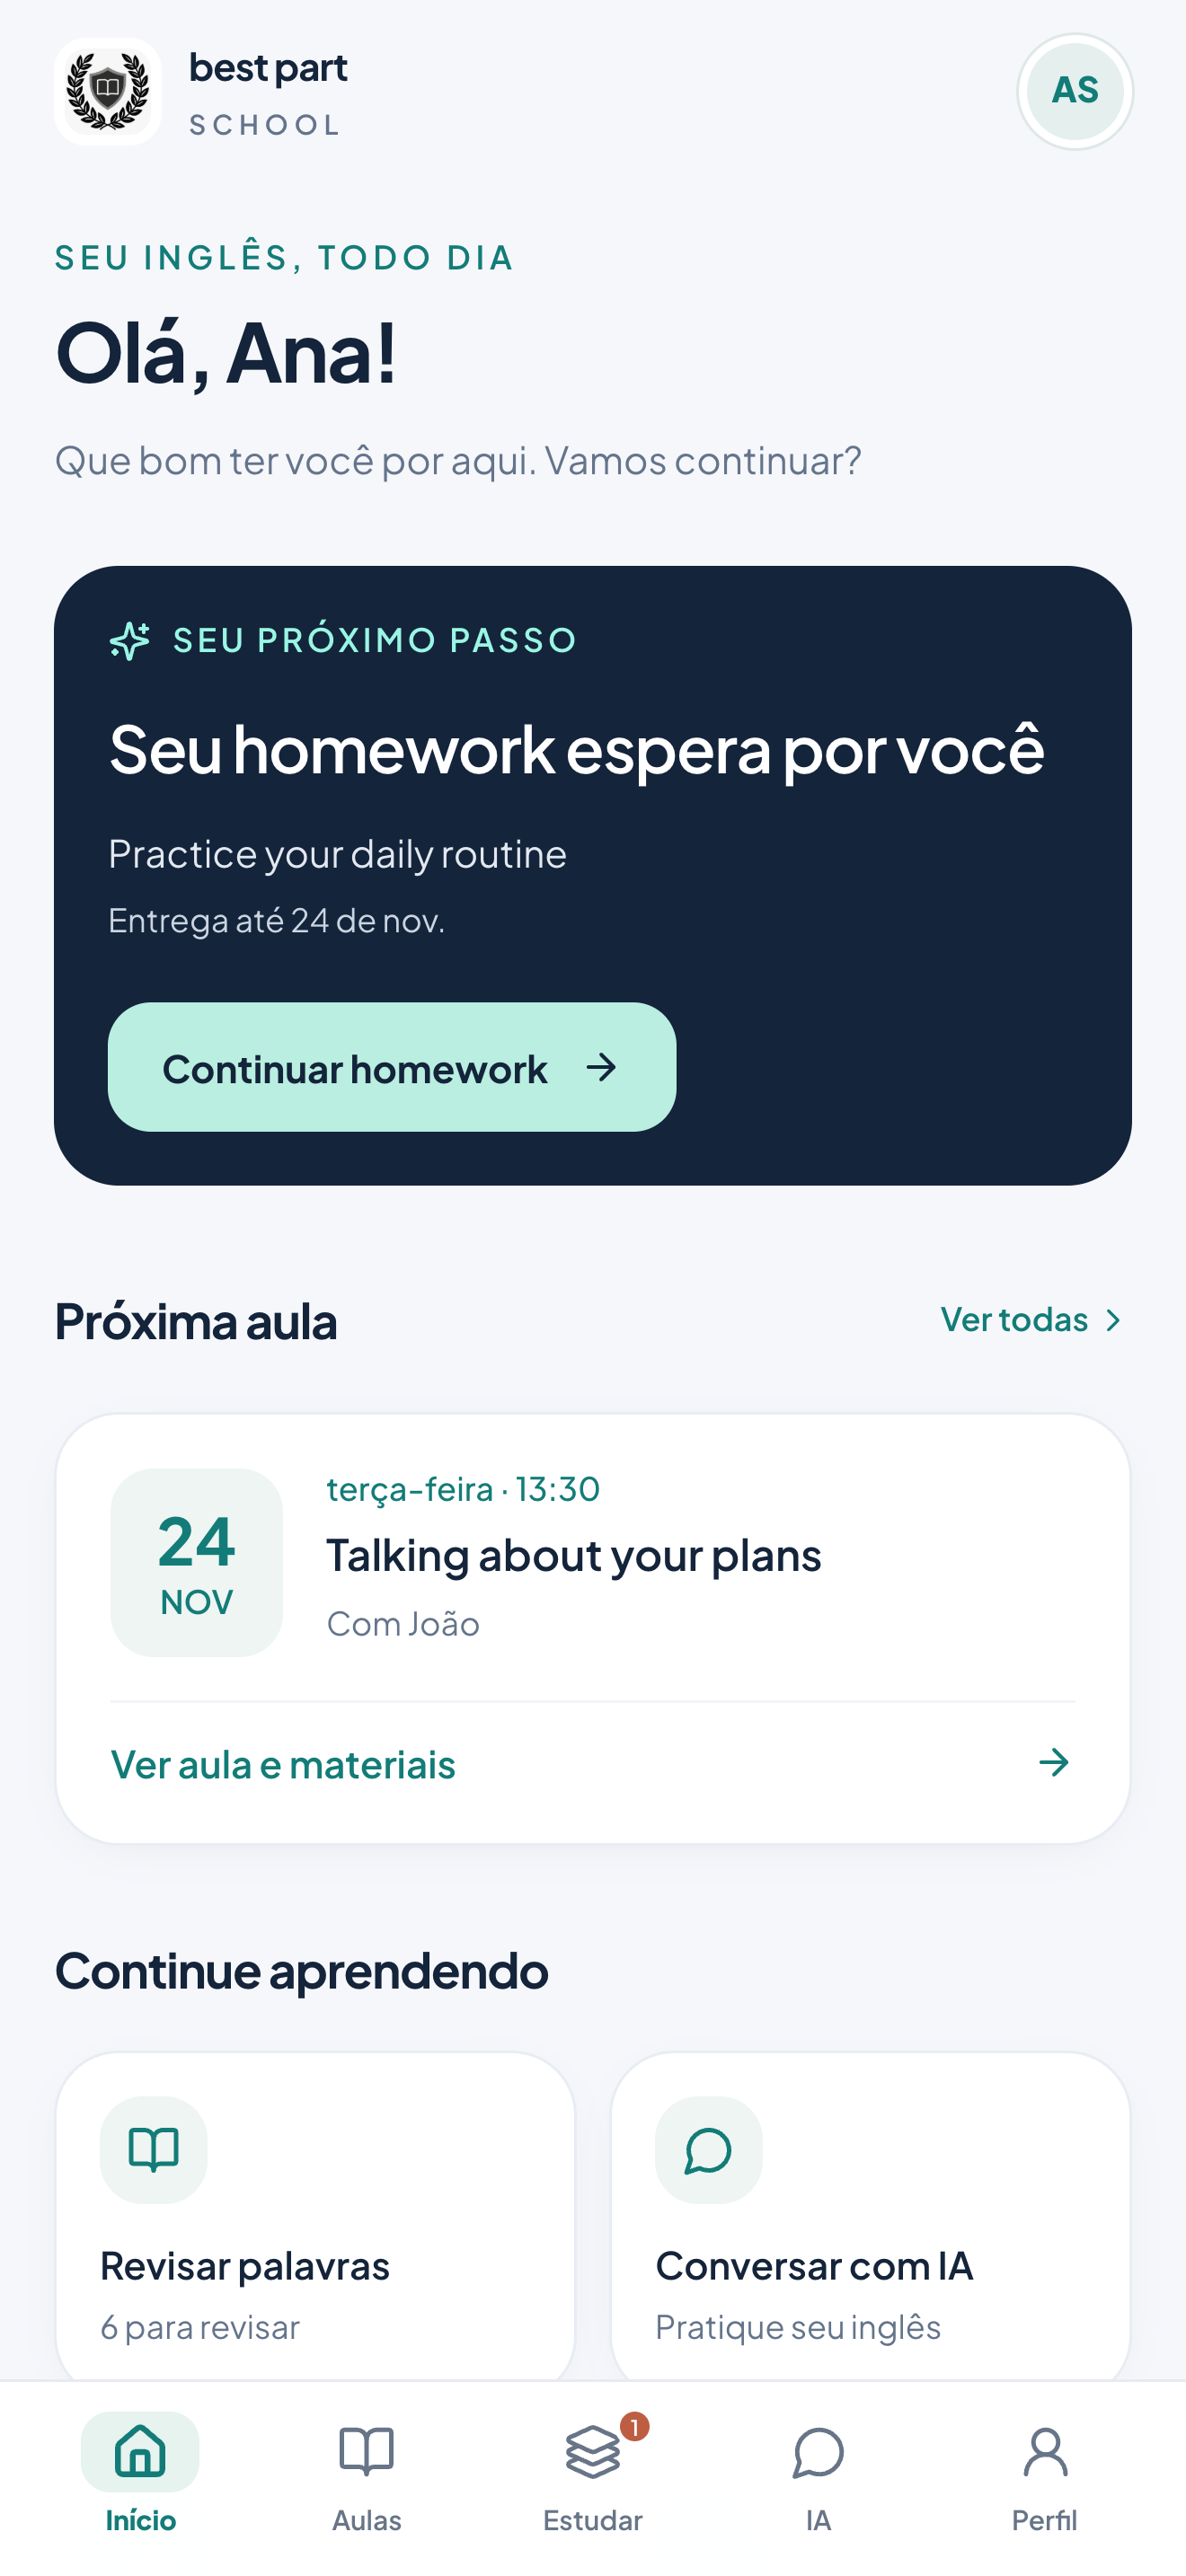 best part
SCHOOL
AS
SEU INGLÊS, TODO DIA
Olá, Ana!
Que bom ter você por aqui. Vamos continuar?
SEU PRÓXIMO PASSO
Seu homework espera por você
Practice your daily routine
Entrega até 24 de nov.
Continuar homework
Próxima aula
Ver todas
24
NOV
terça-feira · 13:30
Talking about your plans
Com João
Ver aula e materiais
Continue aprendendo
Revisar palavras
6 para revisar
Conversar com IA
Pratique seu inglês
1
Início
Aulas
Estudar
IA
Perfil